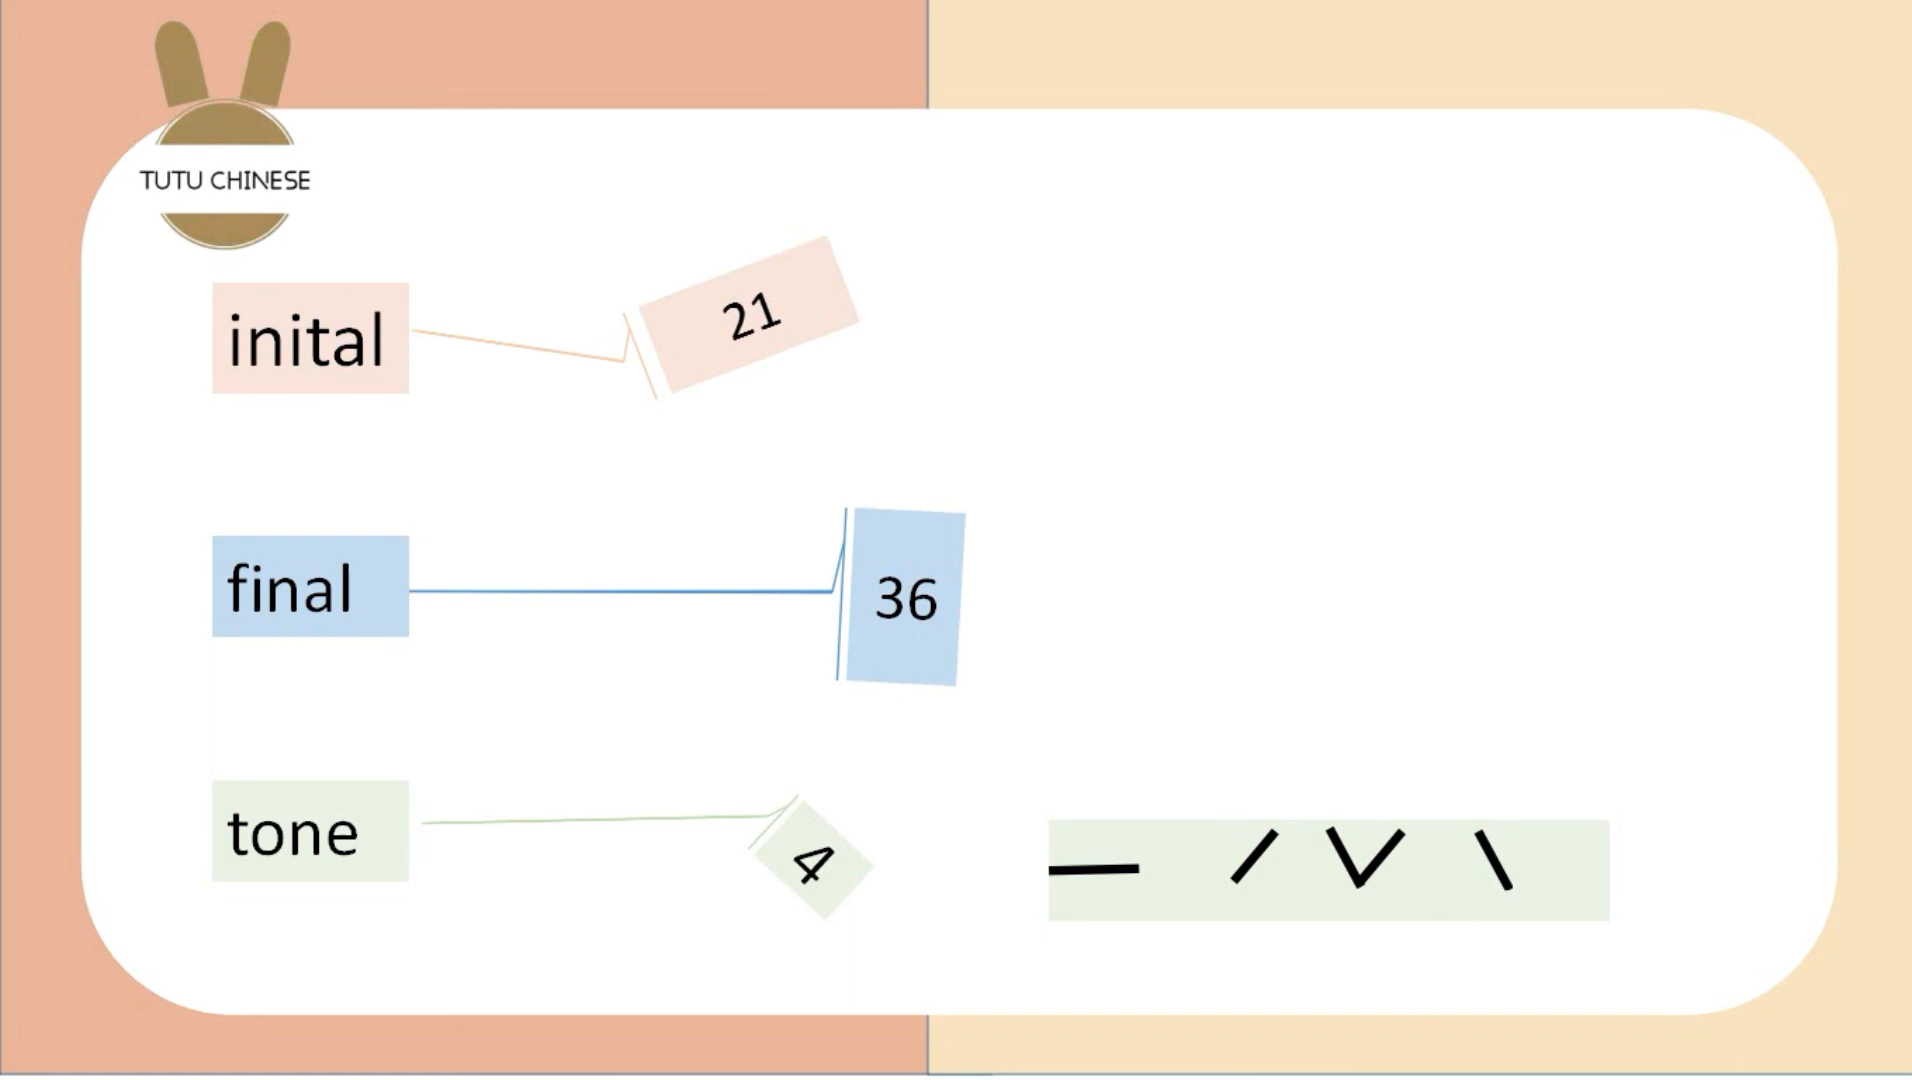 TUTU CHINESE
inital
21
final
36
tone
4
— / ∨ \